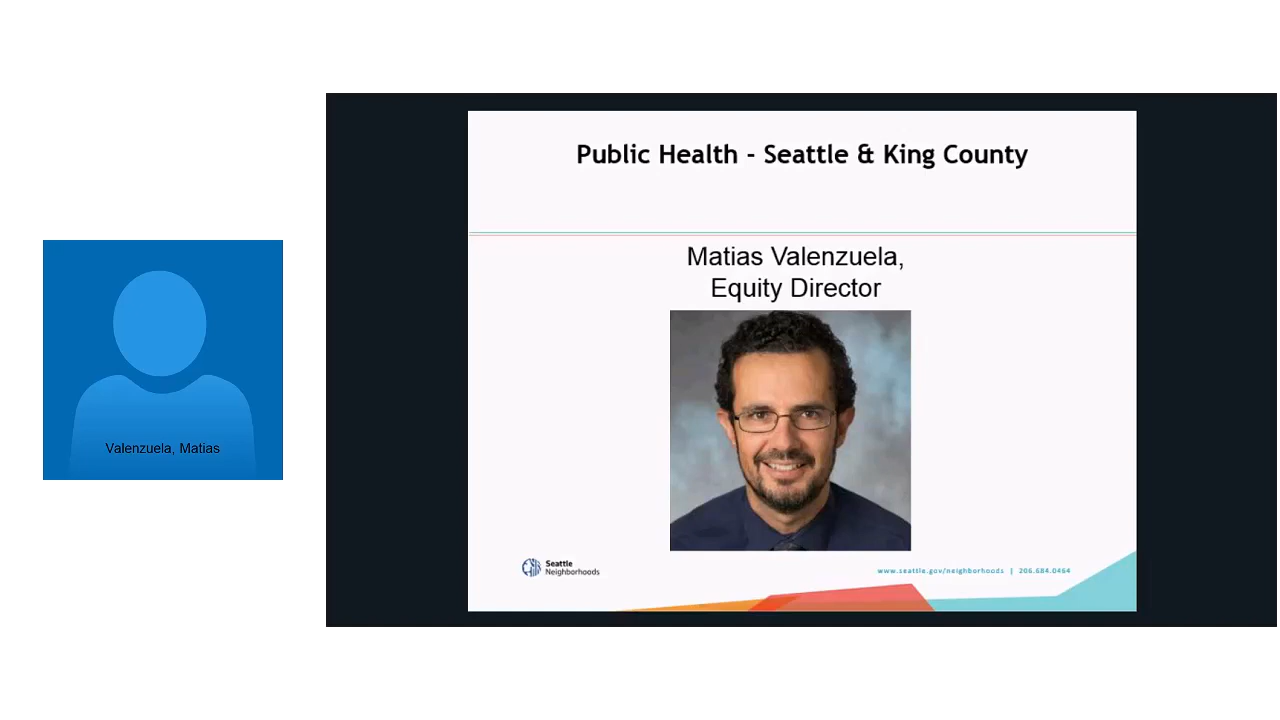 Public Health - Seattle & King County
Matias Valenzuela,
Equity Director
Valenzuela, Matias
Seattle
Neighborhoods
www.seattle.gov/neighborhoods | 206.684.0464